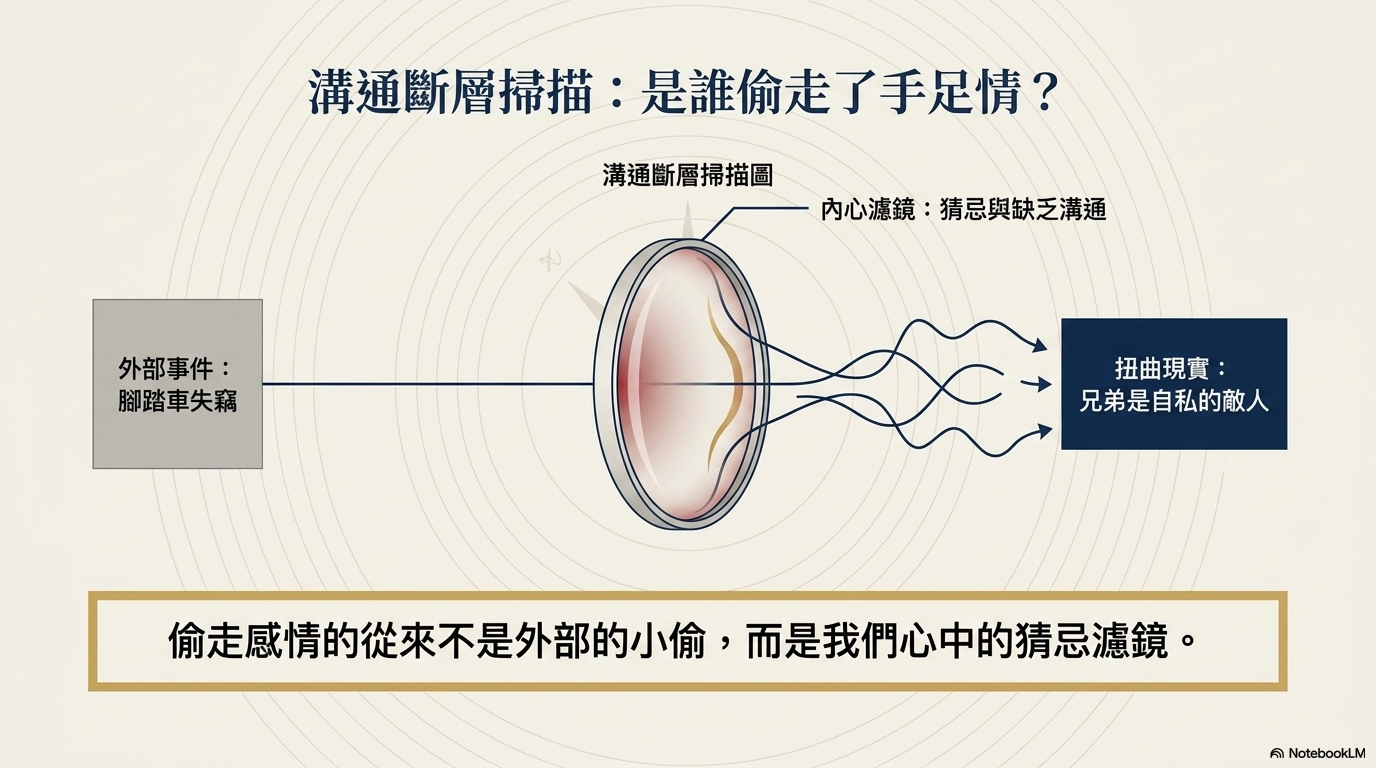 溝通斷層掃描：是誰偷走了手足情？
溝通斷層掃描圖
內心濾鏡：猜忌與缺乏溝通
外部事件：
腳踏車失竊
扭曲現實：
兄弟是自私的敵人
偷走感情的從來不是外部的小偷，而是我們心中的猜忌濾鏡。
NotebookLM